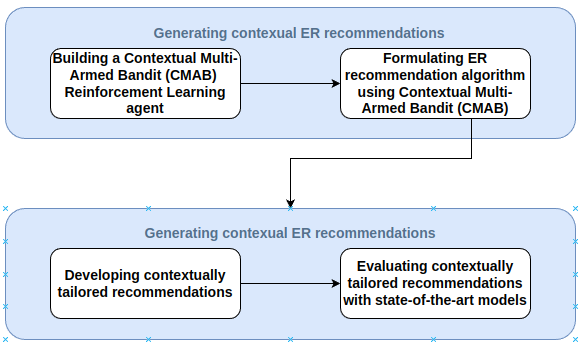 Generating contexual ER recommendations
Building a Contextual Multi-
Armed Bandit (CMAB)
Reinforcement Learning
agent
Formulating ER
recommendation algorithm
using Contextual Multi-
Armed Bandit (CMAB)
Generating contexual ER recommendations
Developing contextually
tailored recommendations
Evaluating contextually
tailored recommendations
with state-of-the-art models